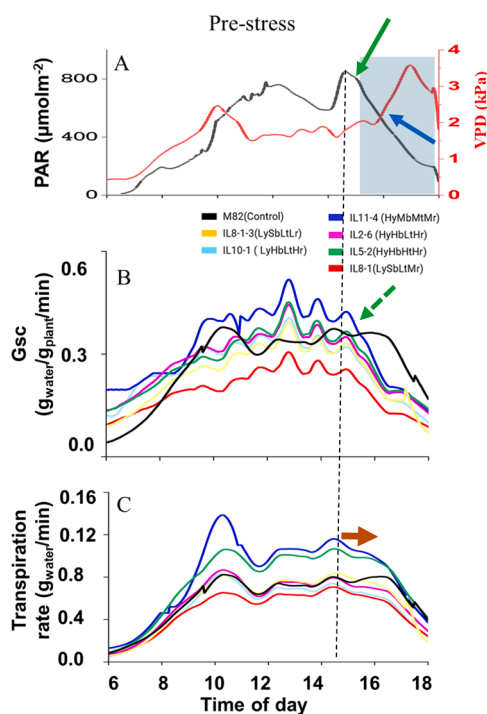 Pre-stress
A
PAR (µmolm-²)
800
400
0
VPD (kPa)
4
3
2
1
0
M82(Control)
IL8-1-3(LySbLtLr)
IL10-1 ( LyHbLtHr)
IL11-4 (HyMbMtMr)
IL2-6 (HyHbLtHr)
IL5-2(HyHbHtHr)
IL8-1(LySbLtMr)
B
Gsc
(gwater/gplant/min)
0.6
0.3
0.0
C
Transpiration
rate (gwater/min)
0.16
0.12
0.8
0.4
0.0
6 8 10 12 14 16 18
Time of day